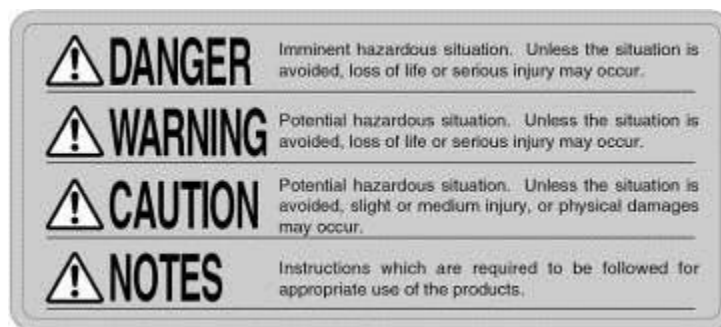 DANGER
Imminent hazardous situation. Unless the situation is
avoided, loss of life or serious injury may occur.
WARNING
Potential hazardous situation. Unless the situation is
avoided, loss of life or serious injury may occur.
CAUTION
Potential hazardous situation. Unless the situation is
avoided, slight or medium injury, or physical damages
may occur.
NOTES
Instructions which are required to be followed for
appropriate use of the products.